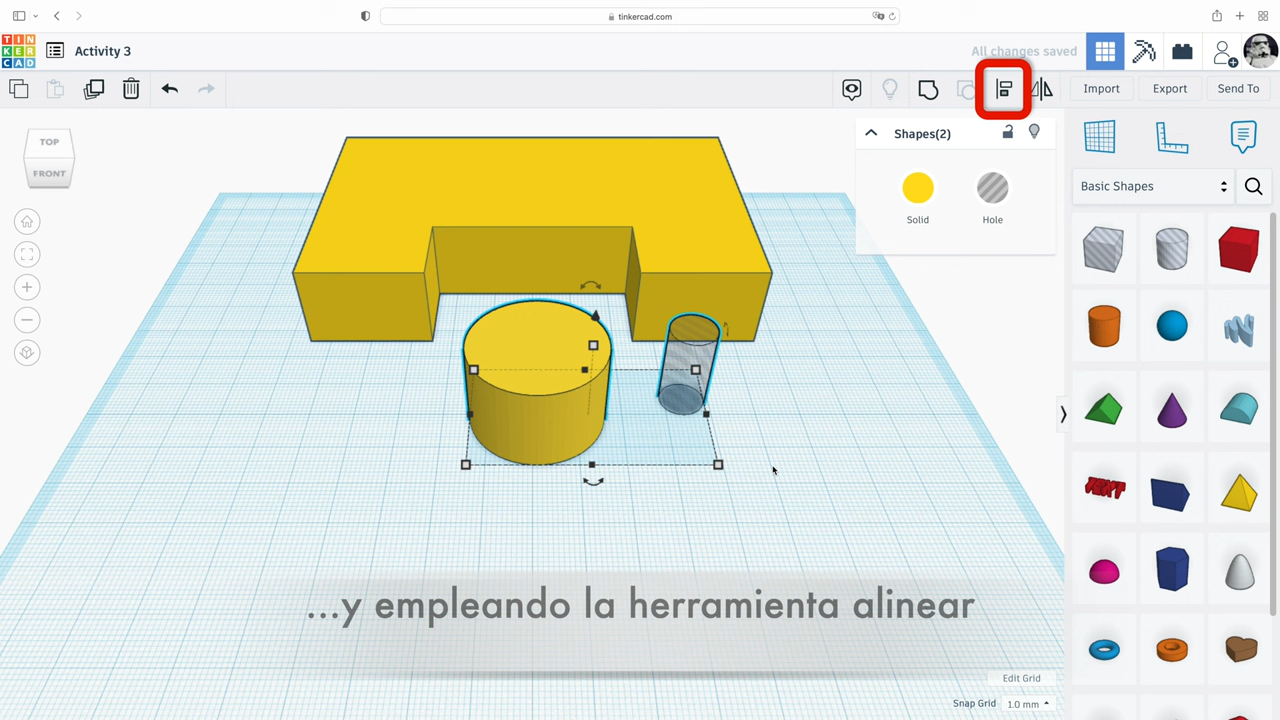 tinkercad.com
TIN
KER
CAD
Activity 3
All changes saved
Import
Export
Send To
TOP
FRONT
Shapes(2)
Solid
Hole
Basic Shapes
TEXT
...y empleando la herramienta alinear
Edit Grid
Snap Grid 1.0 mm